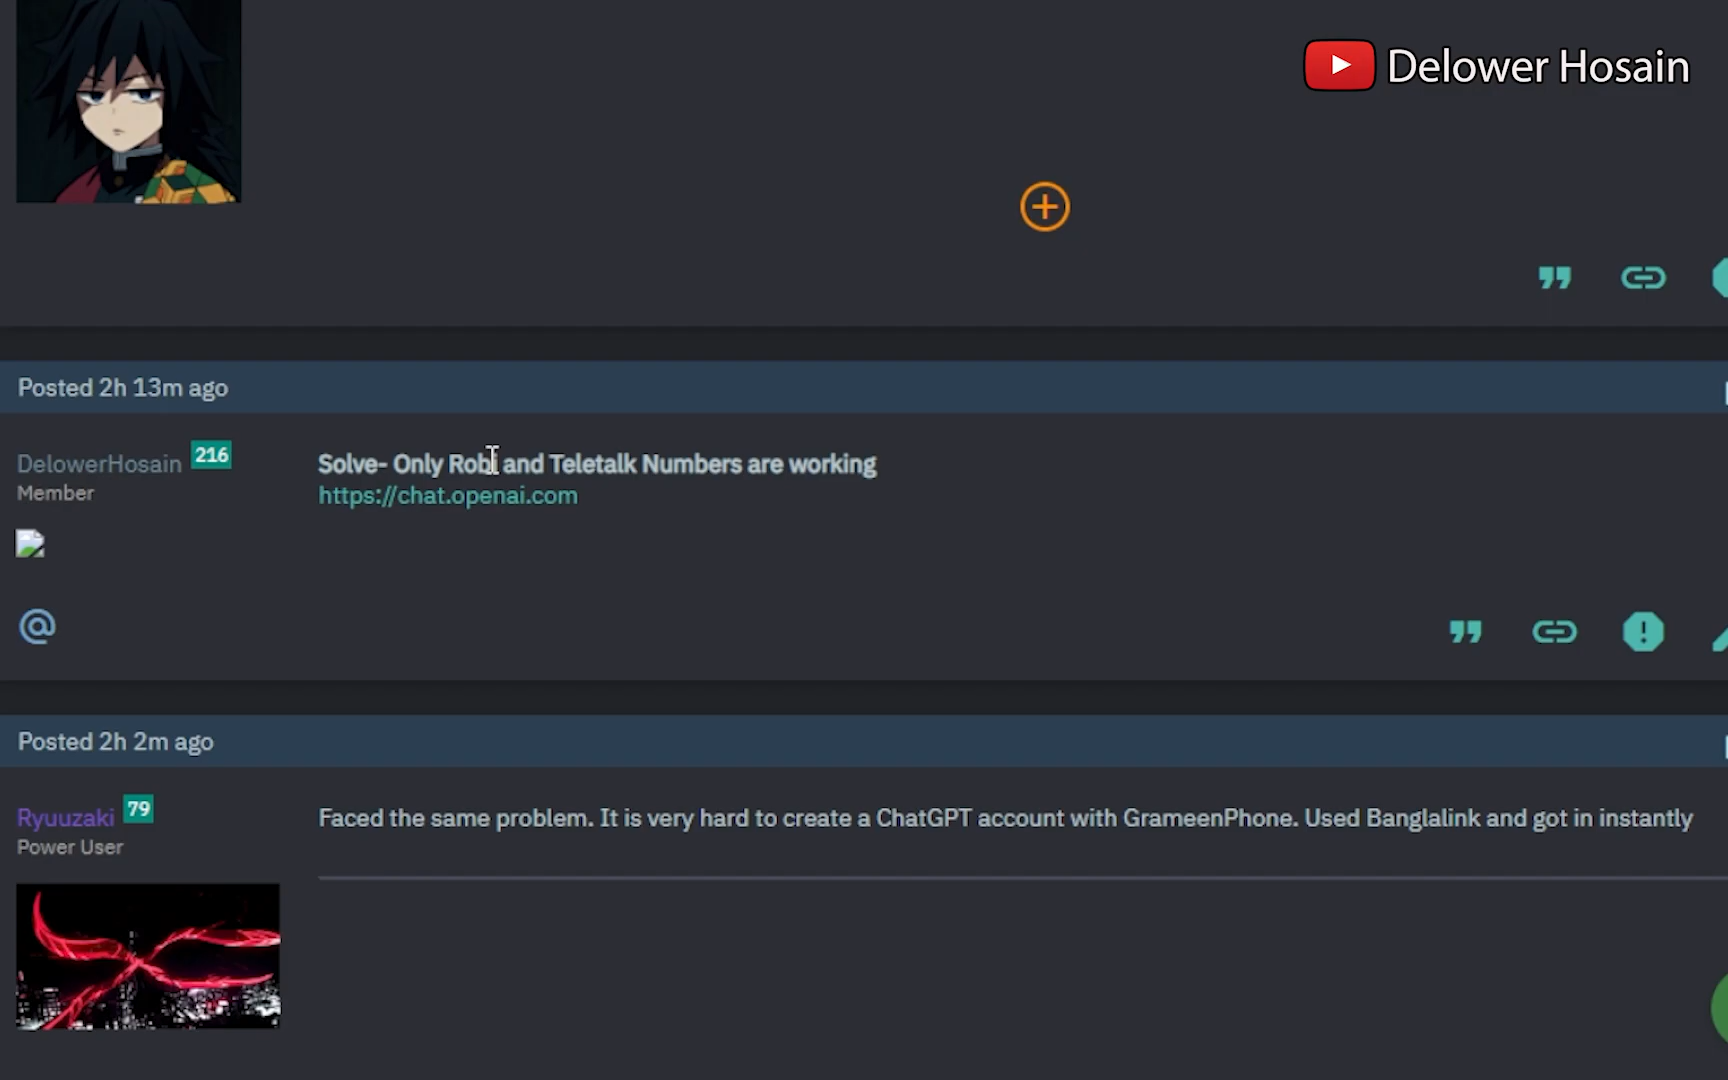 Delower Hosain
Posted 2h 13m ago
DelowerHosain 216
Member
Solve- Only Robi and Teletalk Numbers are working
https://chat.openai.com
Posted 2h 2m ago
Ryuuzaki 79
Power User
Faced the same problem. It is very hard to create a ChatGPT account with GrameenPhone. Used Banglalink and got in instantly